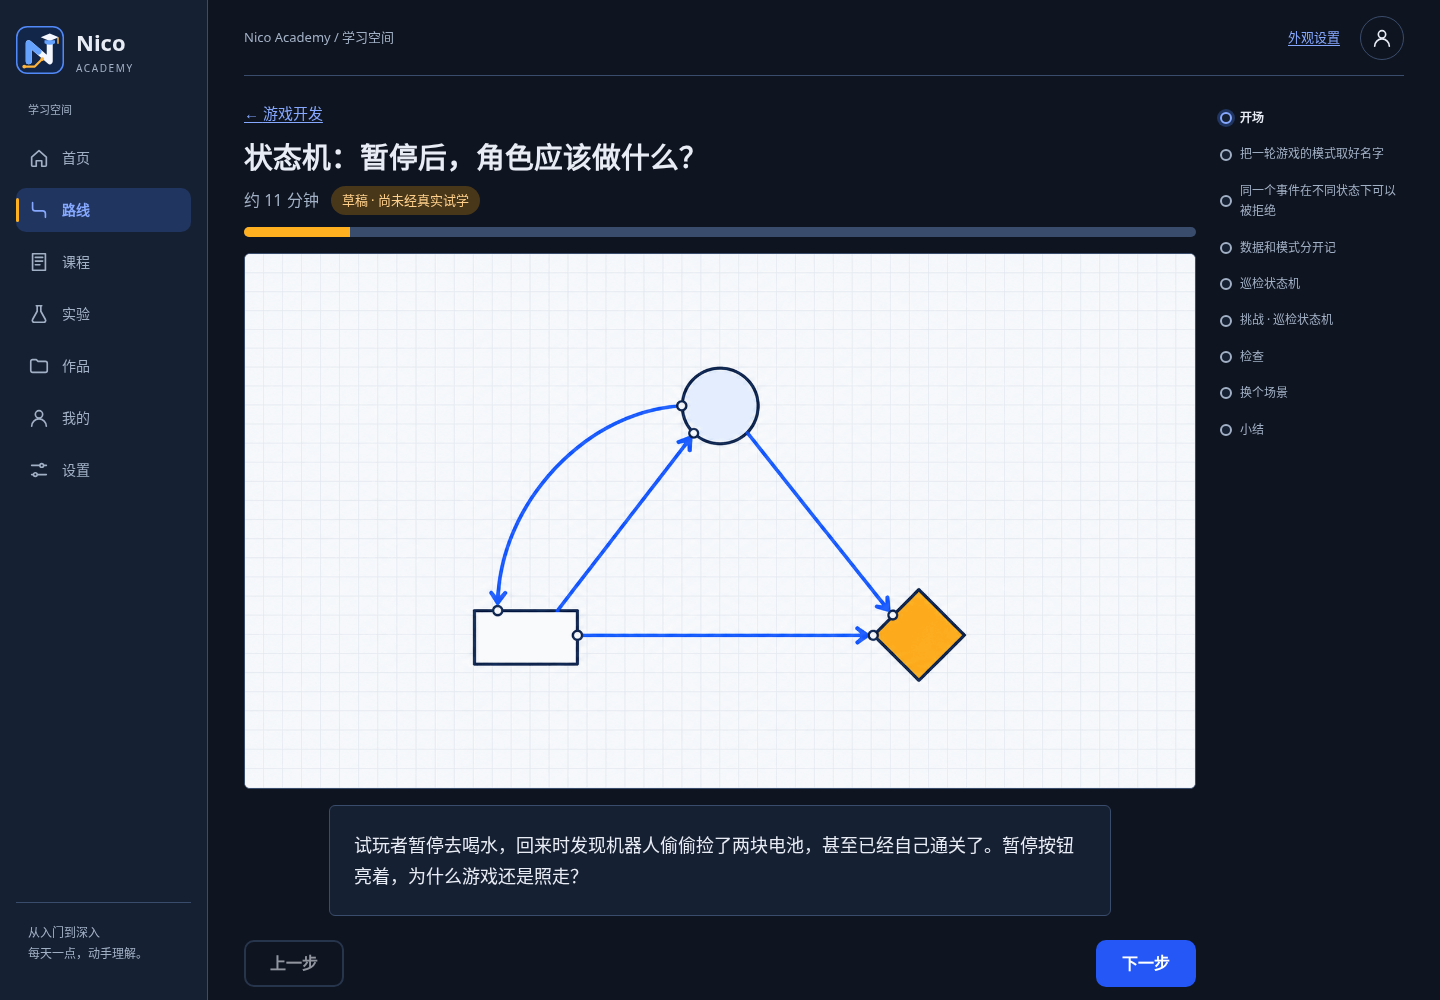 Nico
ACADEMY
学习空间
首页
路线
课程
实验
作品
我的
设置
从入门到深入
每天一点，动手理解。
Nico Academy / 学习空间
外观设置
← 游戏开发
状态机：暂停后，角色应该做什么？
约 11 分钟
草稿 · 尚未经真实试学
试玩者暂停去喝水，回来时发现机器人偷偷捡了两块电池，甚至已经自己通关了。暂停按钮
亮着，为什么游戏还是照走？
上一步
下一步
开场
把一轮游戏的模式取好名字
同一个事件在不同状态下可以
被拒绝
数据和模式分开记
巡检状态机
挑战 · 巡检状态机
检查
换个场景
小结